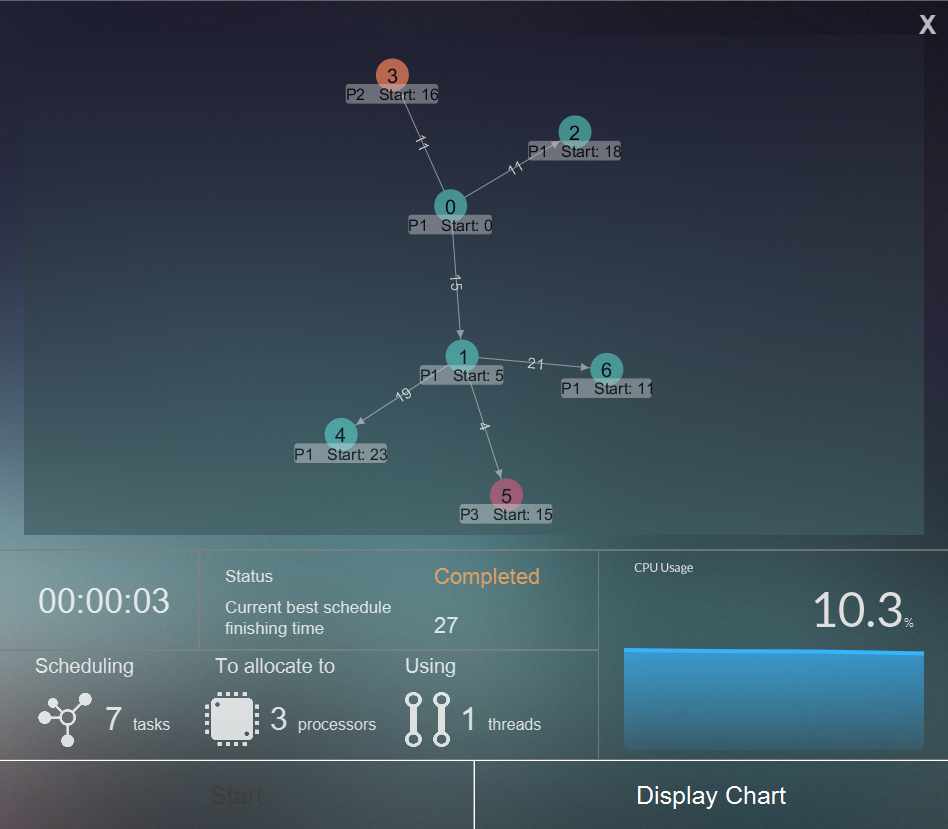 X
3
P2 Start: 16
2
P1 Start: 18
11
11
0
P1 Start: 0
15
1
P1 Start: 5
21
6
P1 Start: 11
19
4
4
P1 Start: 23
5
P3 Start: 15
00:00:03
Status Completed
Current best schedule
finishing time 27
CPU Usage
10.3%
Scheduling To allocate to Using
7 tasks 3 processors 1 threads
Start Display Chart